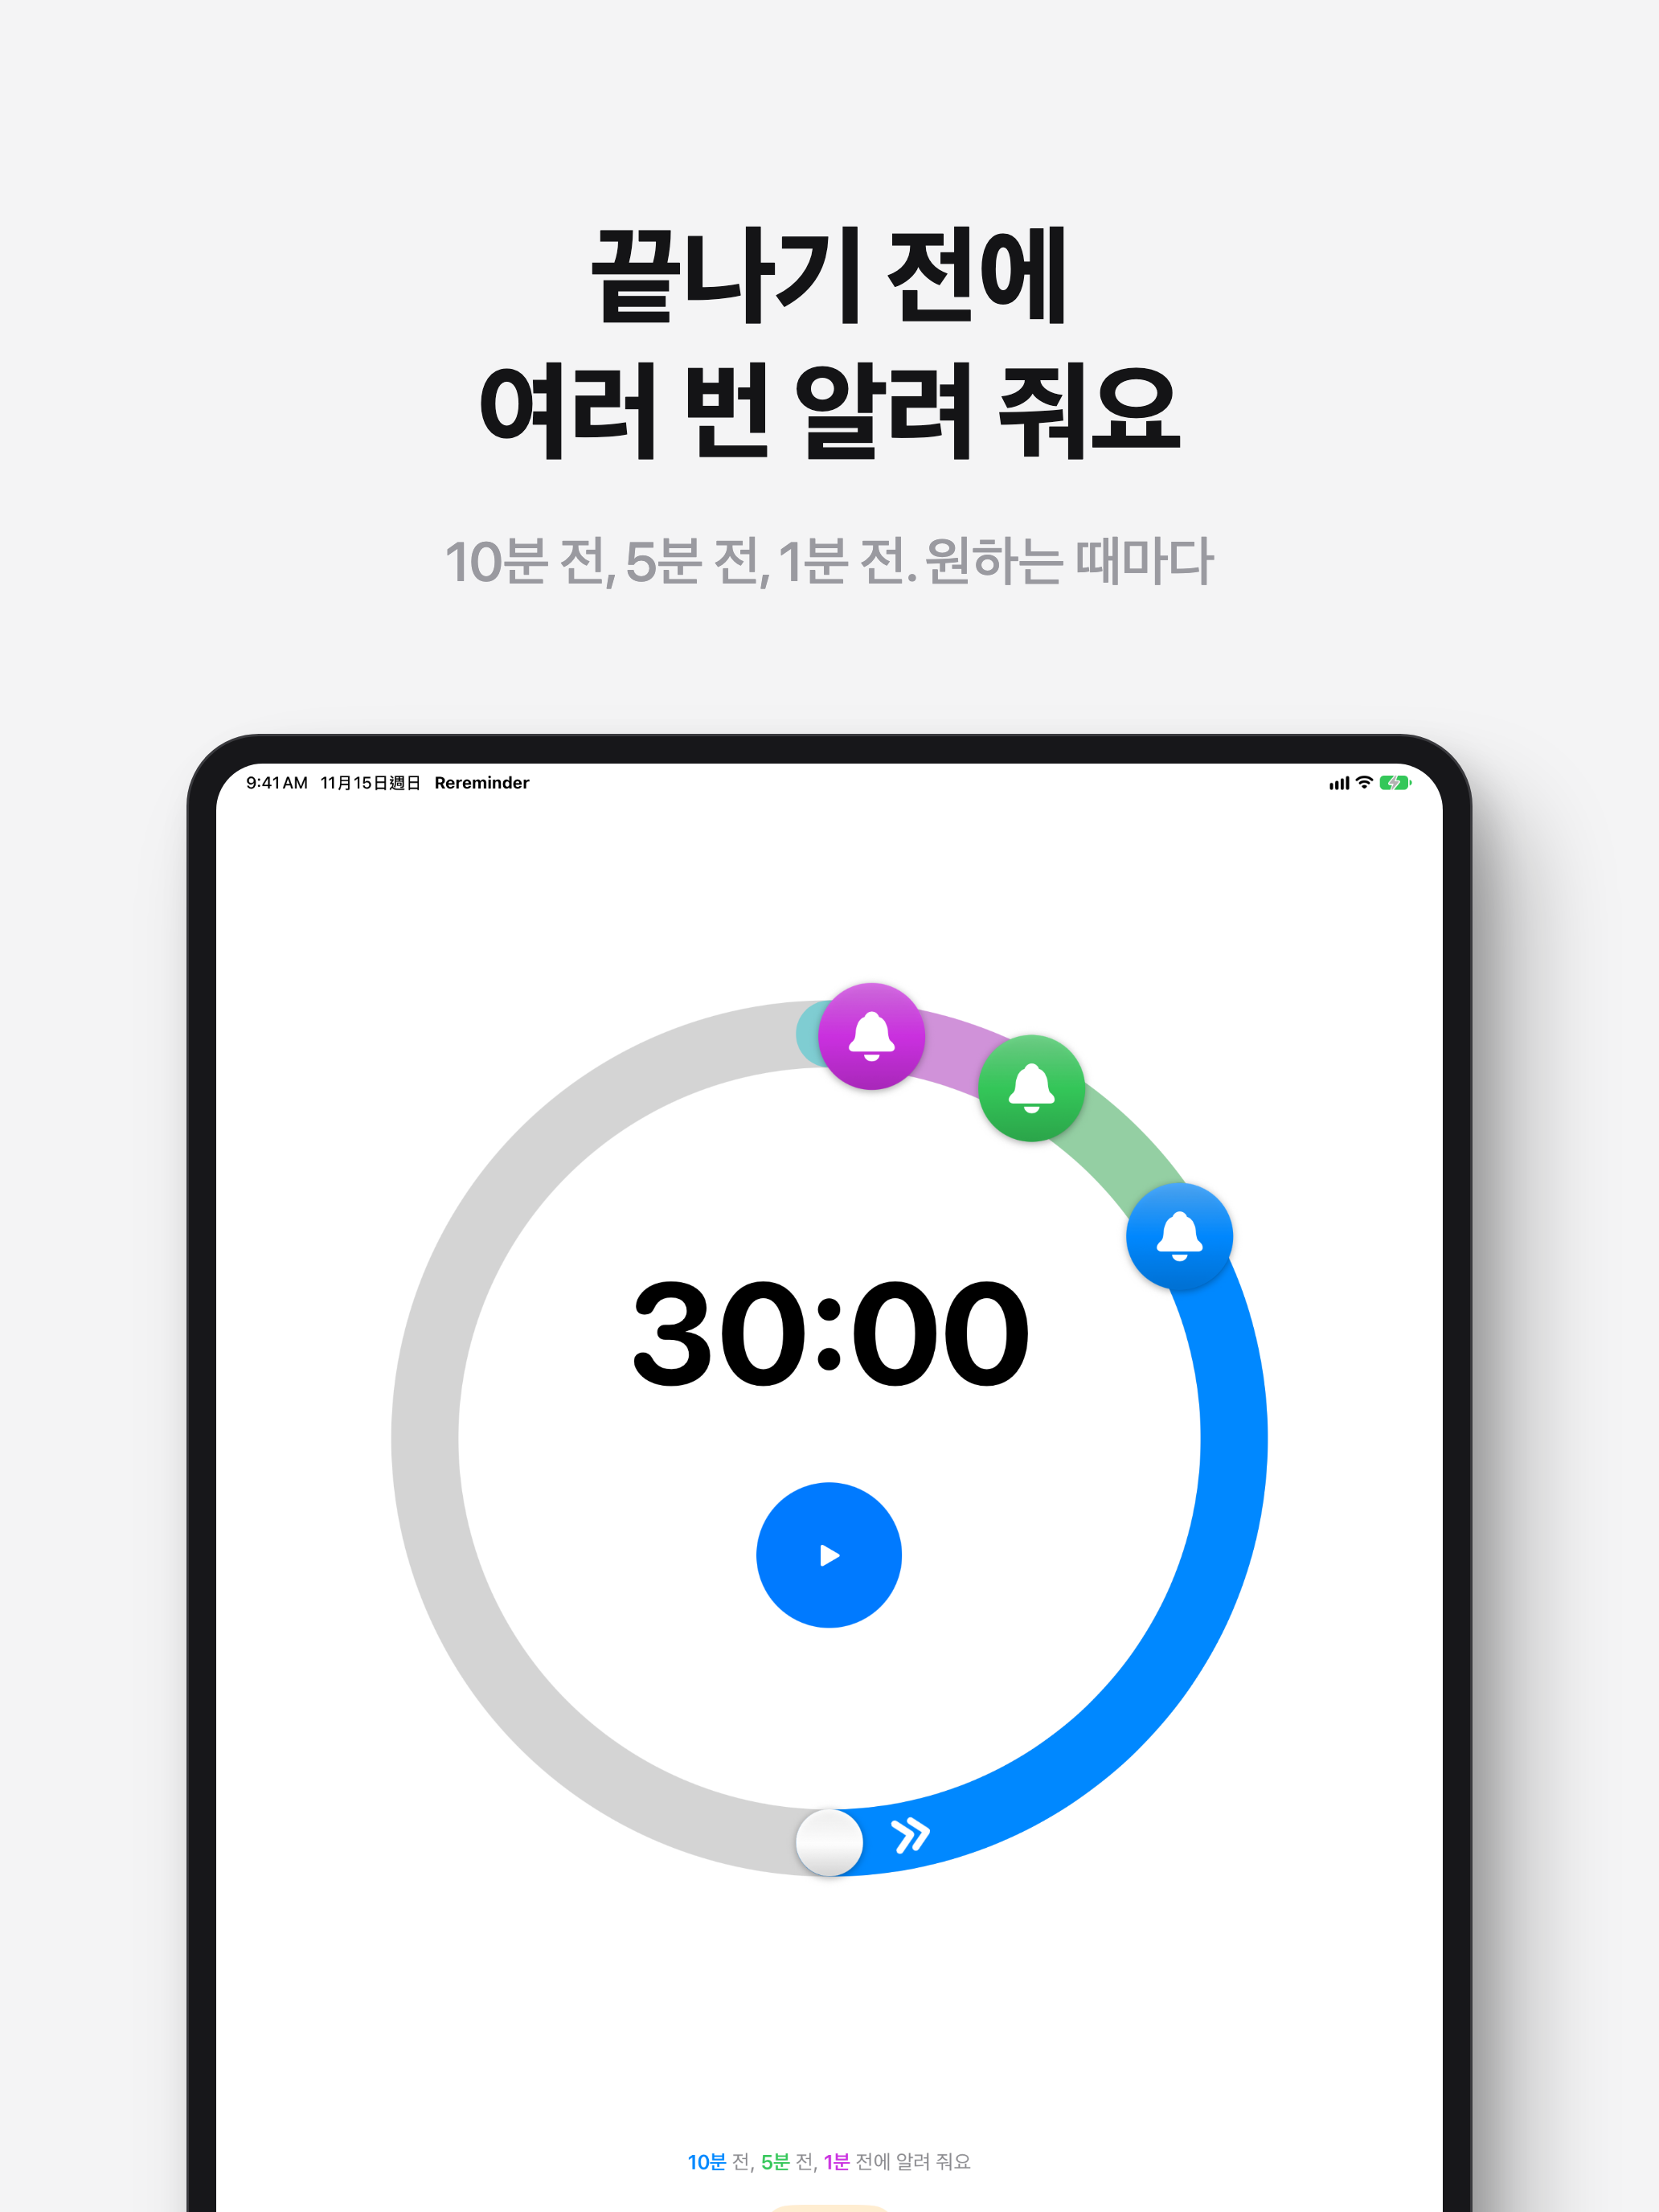 끝나기 전에
여러 번 알려 줘요
10분 전, 5분 전, 1분 전. 원하는 때마다
9:41 AM 11月15日週日 Rereminder
30:00
10분 전, 5분 전, 1분 전에 알려 줘요